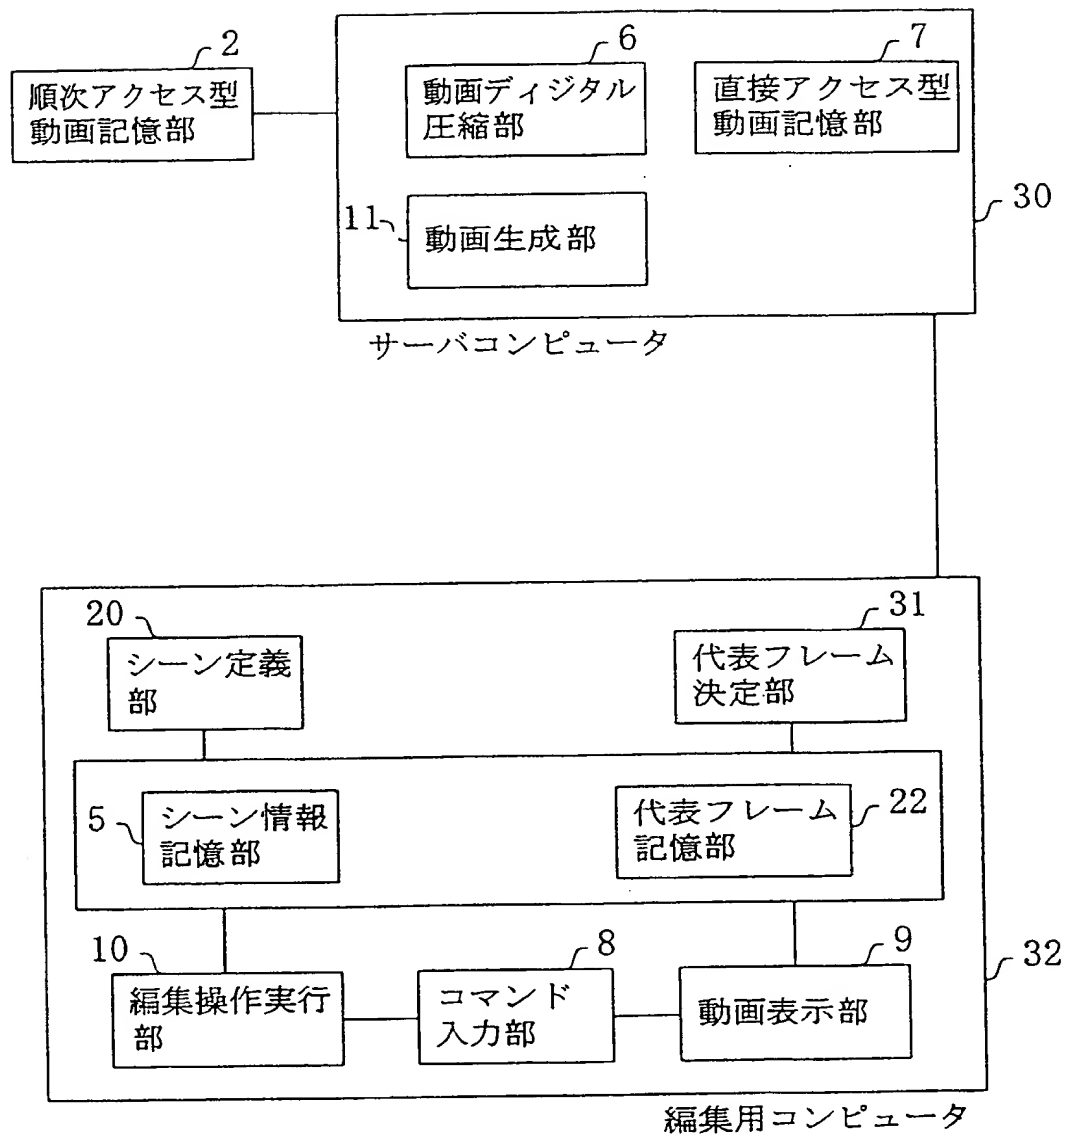 2
順次アクセス型
動画記憶部
6
動画ディジタル
圧縮部
7
直接アクセス型
動画記憶部
11
動画生成部
30
サーバコンピュータ
20
シーン定義
部
31
代表フレーム
決定部
5
シーン情報
記憶部
22
代表フレーム
記憶部
10
編集操作実行
部
8
コマンド
入力部
9
動画表示部
32
編集用コンピュータ